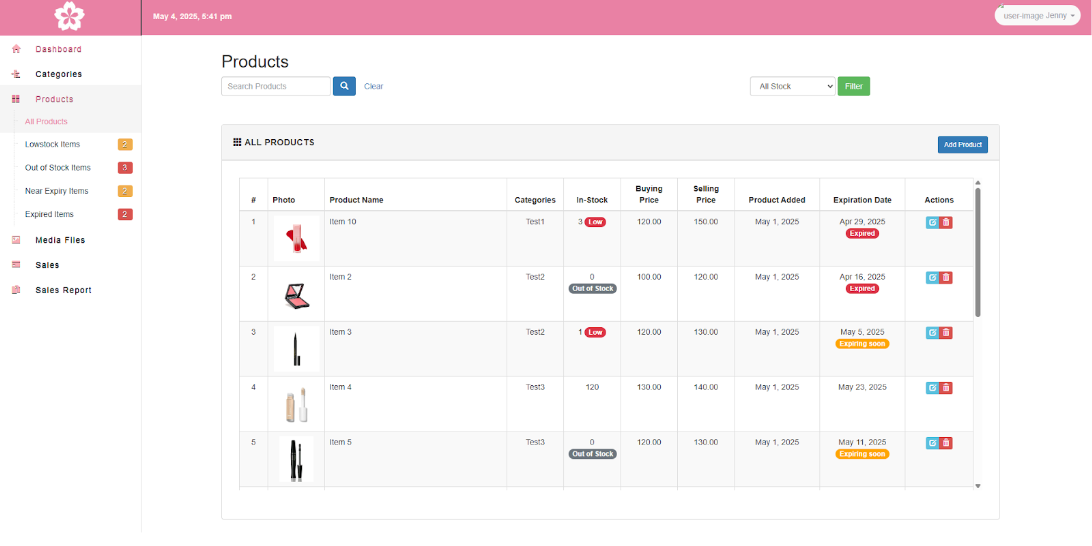 May 4, 2025, 5:41 pm
user-image Jenny
Dashboard
Categories
Products
All Products
Lowstock Items 2
Out of Stock Items 3
Near Expiry Items
Expired Items 2
Media Files
Sales
Sales Report
Products
Search Products Clear
All Stock Filter
ALL PRODUCTS
Add Product
# Photo Product Name Categories In-Stock Buying Price Selling Price Product Added Expiration Date Actions
1 Item 10 Test1 3 Low 120.00 150.00 May 1, 2025 Apr 29, 2025
Expired
2 Item 2 Test2 0 100.00 120.00 May 1, 2025 Apr 16, 2025
Out of Stock Expired
3 Item 3 Test2 1 Low 120.00 130.00 May 1, 2025 May 5, 2025
Expiring soon
4 Item 4 Test3 120 130.00 140.00 May 1, 2025 May 23, 2025
5 Item 5 Test3 0 120.00 130.00 May 1, 2025 May 11, 2025
Out of Stock Expiring soon